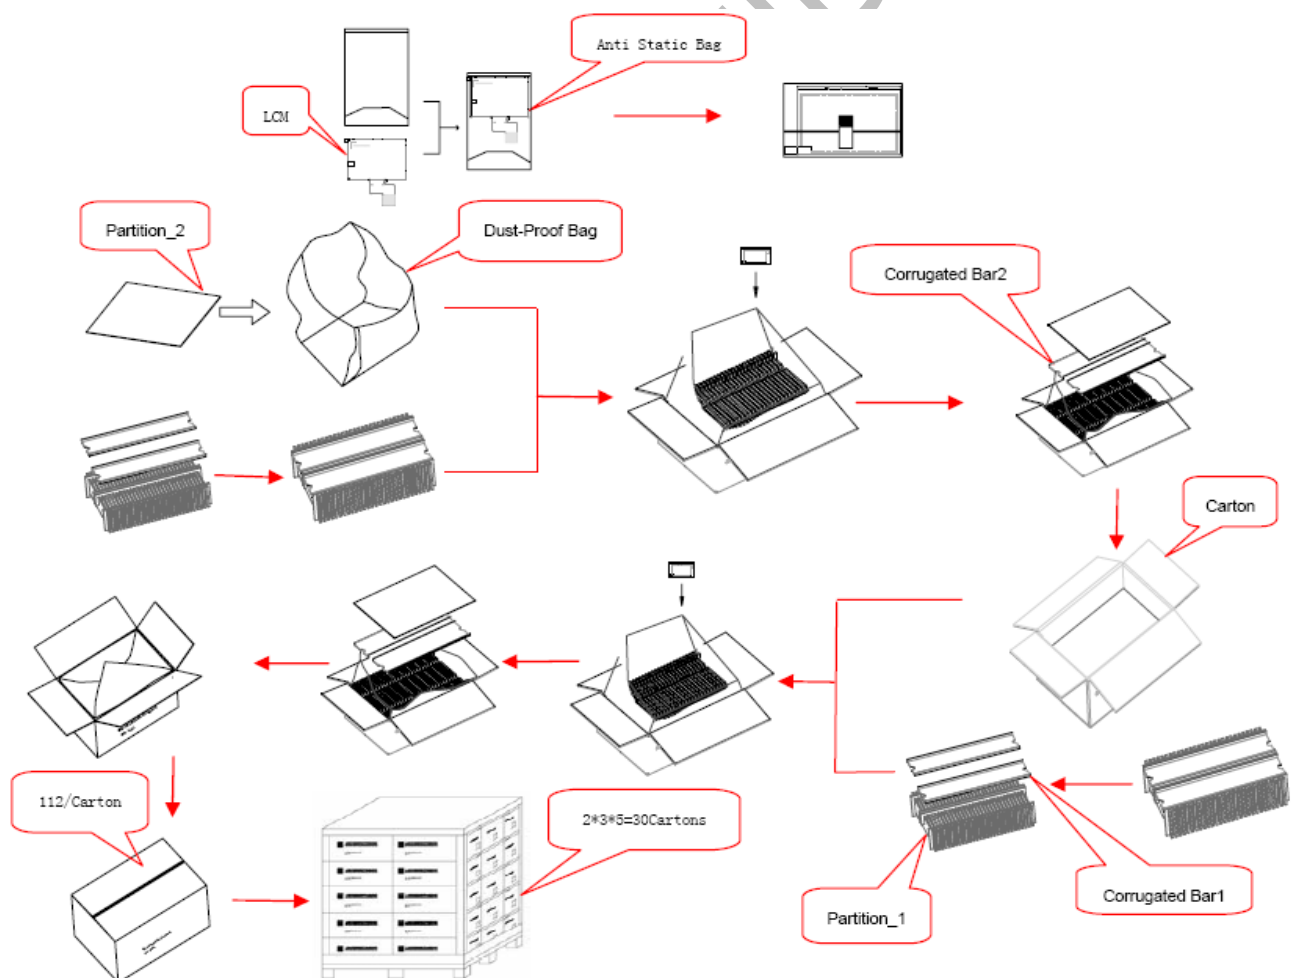 Anti Static Bag
LCM
Partition_2
Dust-Proof Bag
Corrugated Bar2
Carton
112/Carton
2*3*5=30Cartons
Partition_1
Corrugated Bar1